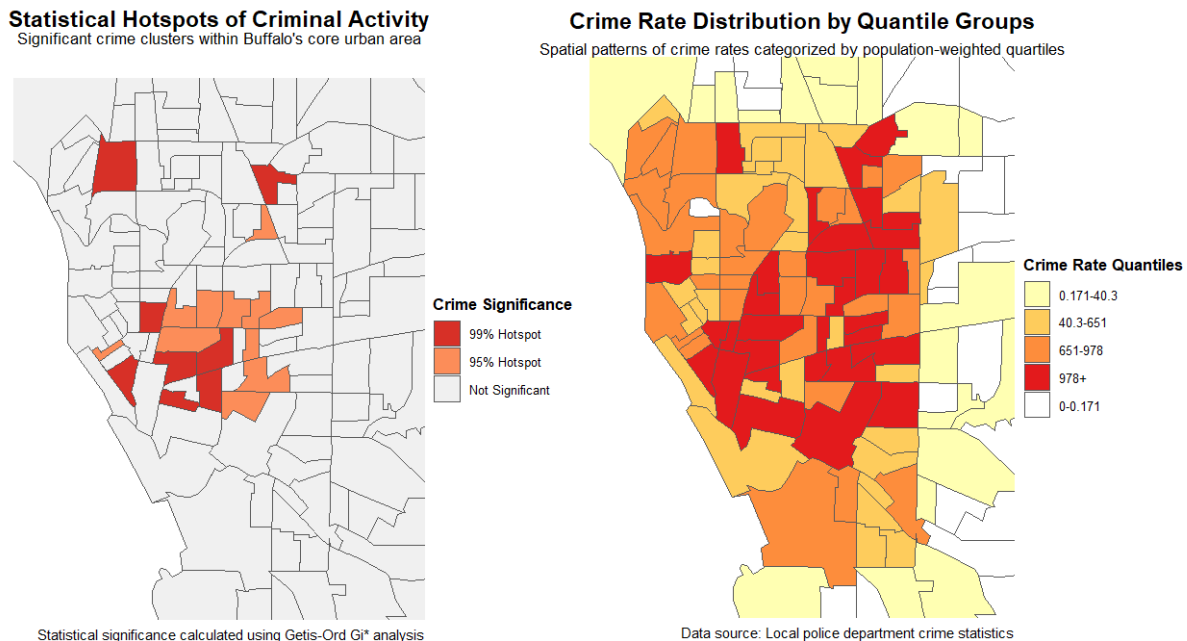 Statistical Hotspots of Criminal Activity
Significant crime clusters within Buffalo's core urban area
Crime Significance
99% Hotspot
95% Hotspot
Not Significant
Statistical significance calculated using Getis-Ord Gi* analysis
Crime Rate Distribution by Quantile Groups
Spatial patterns of crime rates categorized by population-weighted quartiles
Crime Rate Quantiles
0.171-40.3
40.3-651
651-978
978+
0-0.171
Data source: Local police department crime statistics